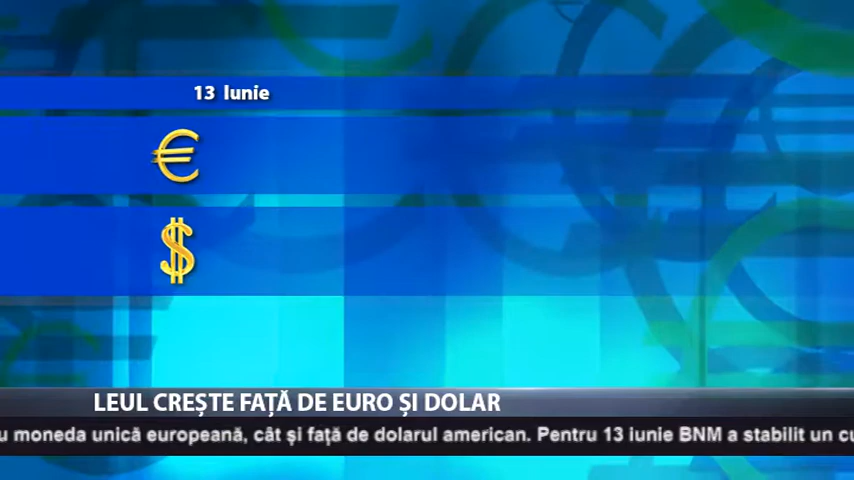 13 Iunie
€
$
LEUL CREȘTE FAȚĂ DE EURO ȘI DOLAR
moneda unică europeană, cât și față de dolarul american. Pentru 13 iunie BNM a stabilit un